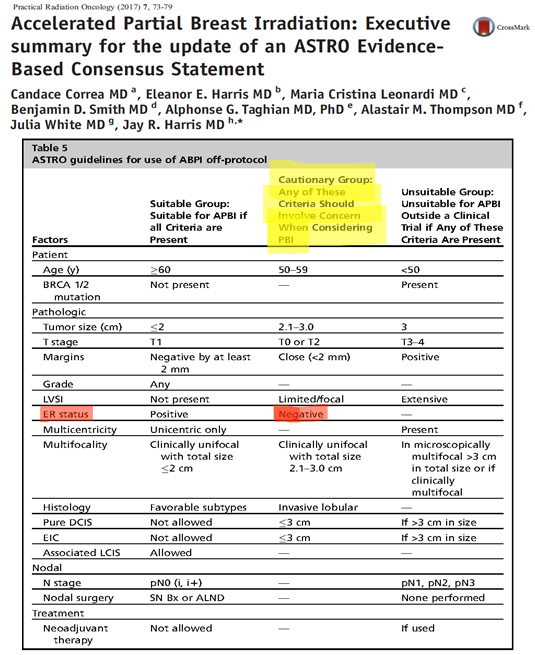 Practical Radiation Oncology (2017) 7, 73-79
Accelerated Partial Breast Irradiation: Executive
summary for the update of an ASTRO Evidence-
Based Consensus Statement
CrossMark
Candace Correa MD a, Eleanor E. Harris MD b, Maria Cristina Leonardi MD c,
Benjamin D. Smith MD d, Alphonse G. Taghian MD, PhD e, Alastair M. Thompson MD f,
Julia White MD g, Jay R. Harris MD h,*
Table 5
ASTRO guidelines for use of ABPI off-protocol
Factors
Suitable Group:
Suitable for APBI if
all Criteria are
Present
Cautionary Group:
Any of These
Criteria Should
Involve Concern
When Considering
PBI
Unsuitable Group:
Unsuitable for APBI
Outside a Clinical
Trial if Any of These
Criteria Are Present
Patient
Age (y) ≥60 50–59 <50
BRCA 1/2 Not present — Present
mutation
Pathologic
Tumor size (cm) ≤2 2.1–3.0 3
T stage T1 T0 or T2 T3–4
Margins Negative by at least Close (<2 mm) Positive
2 mm
Grade Any — —
LVSI Not present Limited/focal Extensive
ER status Positive Negative —
Multicentricity Unicentric only — Present
Multifocality Clinically unifocal Clinically unifocal In microscopically
with total size with total size multifocal >3 cm
≤2 cm 2.1–3.0 cm in total size or if
clinically
multifocal
Histology Favorable subtypes Invasive lobular —
Pure DCIS Not allowed ≤3 cm If >3 cm in size
EIC Not allowed ≤3 cm If >3 cm in size
Associated LCIS Allowed — —
Nodal
N stage pN0 (i, i+) — pN1, pN2, pN3
Nodal surgery SN Bx or ALND — None performed
Treatment
Neoadjuvant Not allowed — If used
therapy